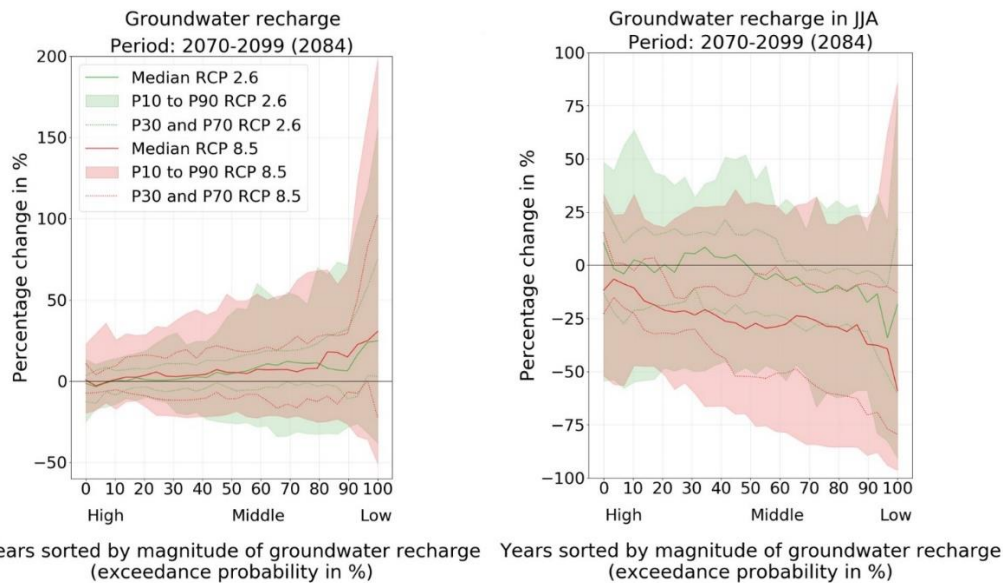 Groundwater recharge
Period: 2070-2099 (2084)
200
150
100
50
0
−50
Percentage change in %
Median RCP 2.6
P10 to P90 RCP 2.6
P30 and P70 RCP 2.6
Median RCP 8.5
P10 to P90 RCP 8.5
P30 and P70 RCP 8.5
0 10 20 30 40 50 60 70 80 90 100
High Middle Low
ears sorted by magnitude of groundwater recharge
(exceedance probability in %)
Groundwater recharge in JJA
Period: 2070-2099 (2084)
100
75
50
25
0
−25
−50
−75
−100
Percentage change in %
0 10 20 30 40 50 60 70 80 90 100
High Middle Low
Years sorted by magnitude of groundwater recharge
(exceedance probability in %)